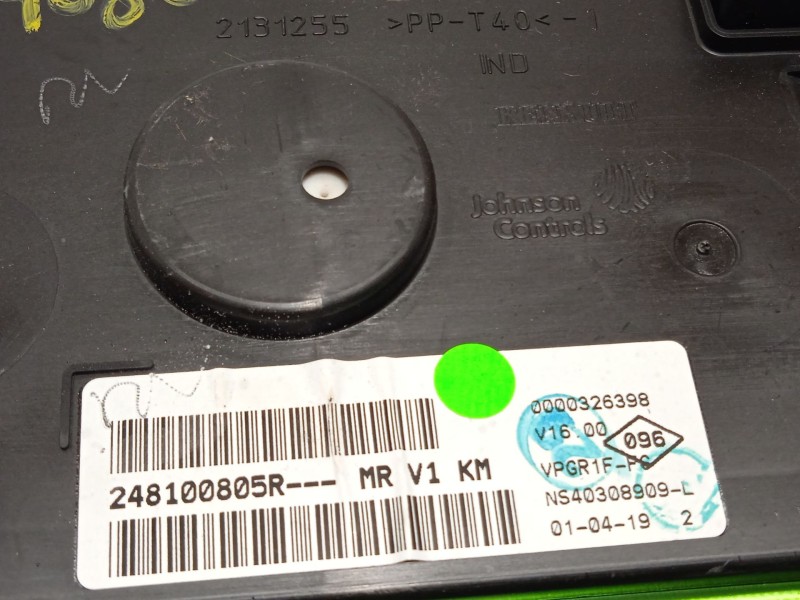 2131255 >PP-T40<-1
IND
Johnson
Controls
0000326398
V16 00
096
VPGR1F-FG
248100805R--- MR V1 KM
NS40308909-L
01-04-19 2